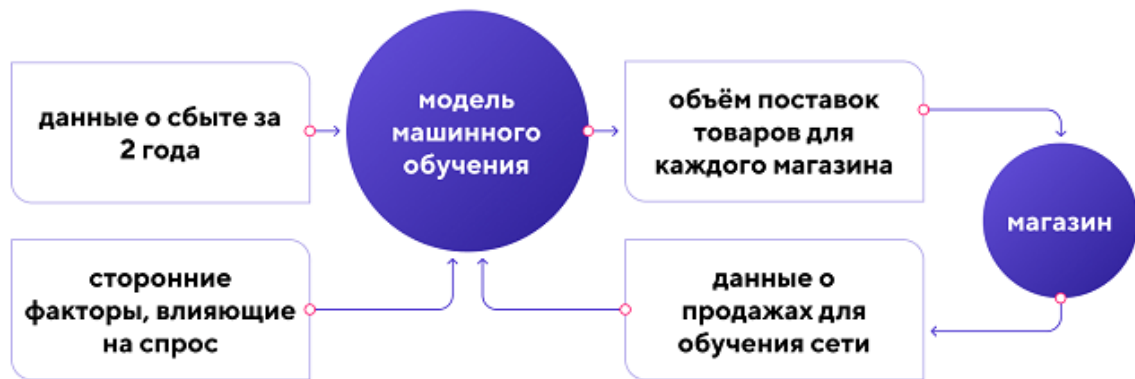 данные о сбыте за
2 года
модель
машинного
обучения
объём поставок
товаров для
каждого магазина
магазин
сторонние
факторы, влияющие
на спрос
данные о
продажах для
обучения сети